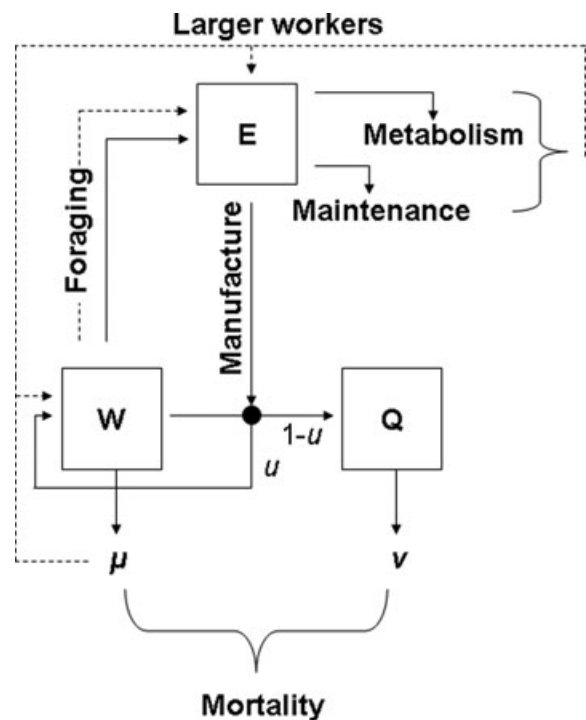 Larger workers
E
Metabolism
Maintenance
Foraging
Manufacture
W
Q
1-u
u
μ
ν
Mortality